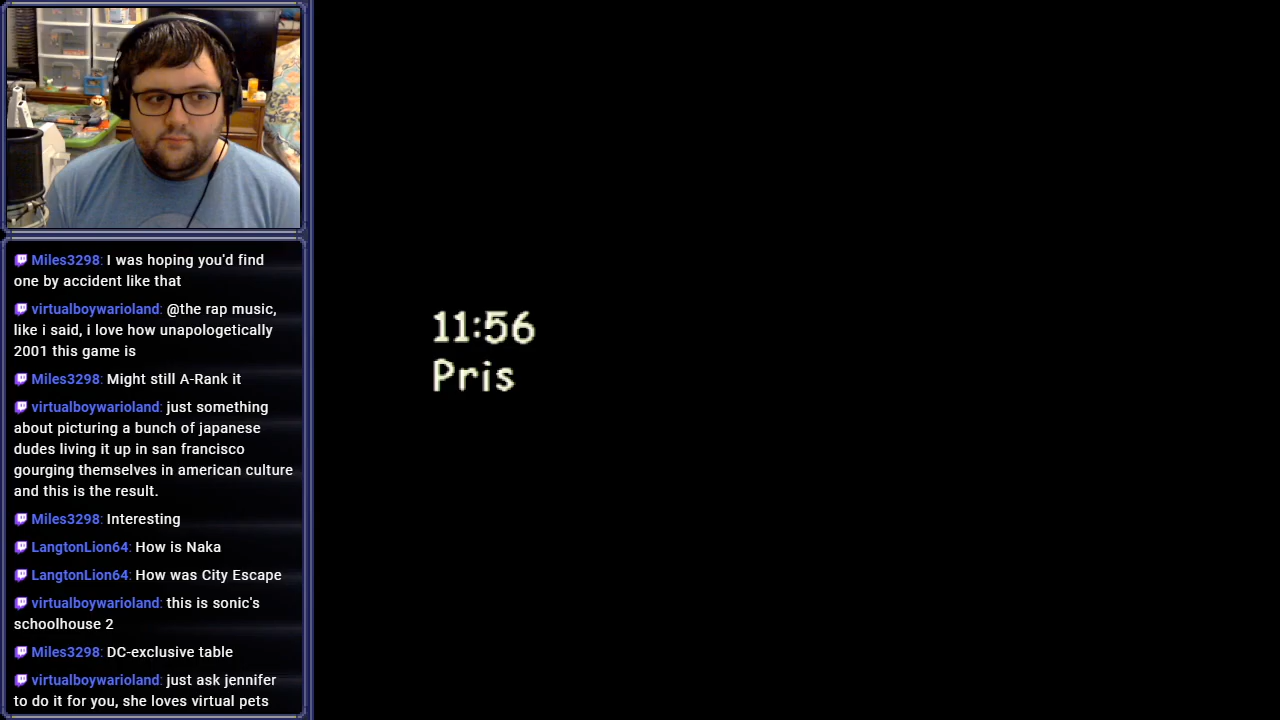 Miles3298: I was hoping you'd find
one by accident like that
virtualboywarioland: @the rap music,
like i said, i love how unapologetically
2001 this game is
Miles3298: Might still A-Rank it
virtualboywarioland: just something
about picturing a bunch of japanese
dudes living it up in san francisco
gourging themselves in american culture
and this is the result.
Miles3298: Interesting
LangtonLion64: How is Naka
LangtonLion64: How was City Escape
virtualboywarioland: this is sonic's
schoolhouse 2
Miles3298: DC-exclusive table
virtualboywarioland: just ask jennifer
to do it for you, she loves virtual pets
11:56
Pris